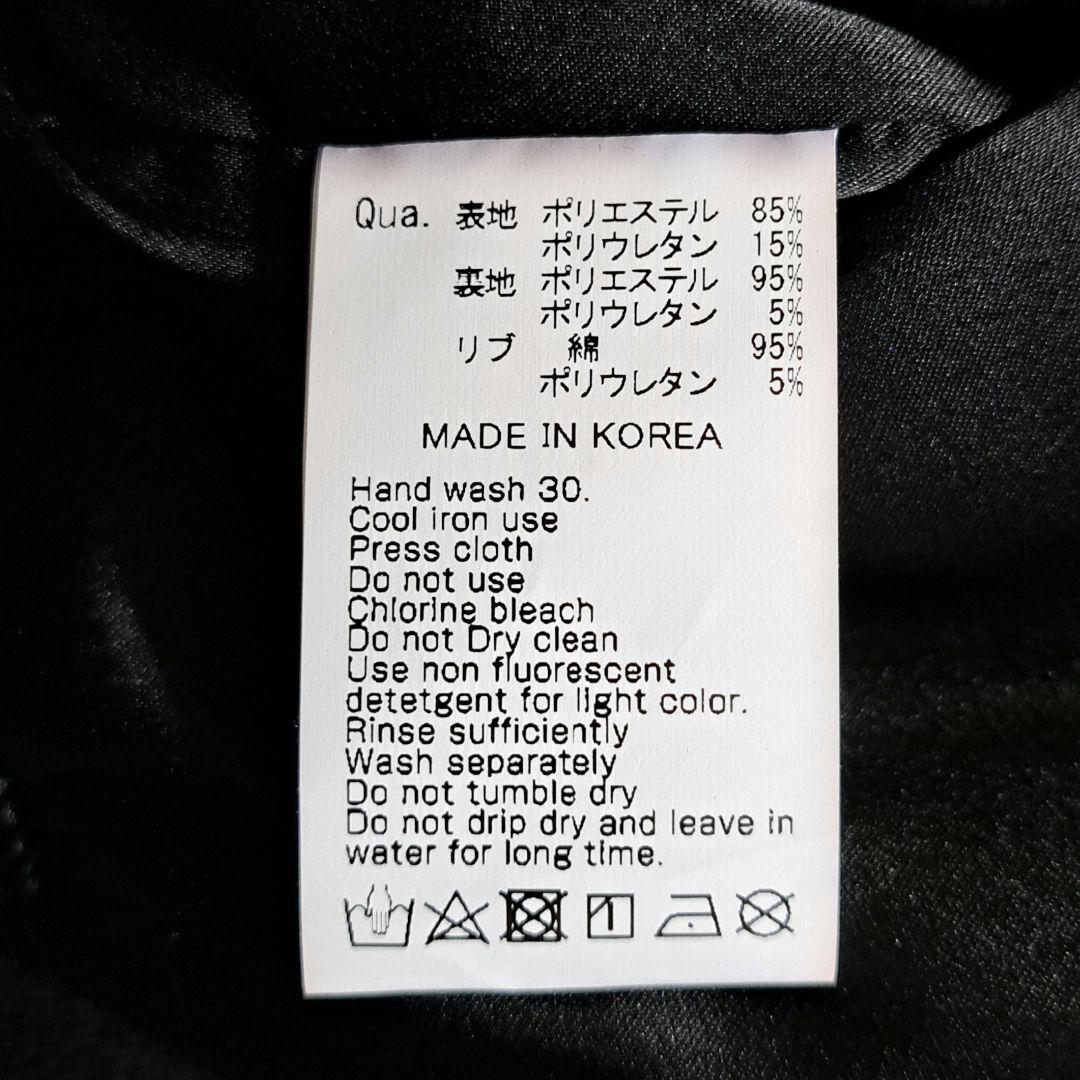 Qua. 表地 ポリエステル 85%
ポリウレタン 15%
裏地 ポリエステル 95%
ポリウレタン 5%
リブ 綿 95%
ポリウレタン 5%
MADE IN KOREA
Hand wash 30.
Cool iron use
Press cloth
Do not use
Chlorine bleach
Do not Dry clean
Use non fluorescent
detetgent for light color.
Rinse sufficiently
Wash separately
Do not tumble dry
Do not drip dry and leave in
water for long time.